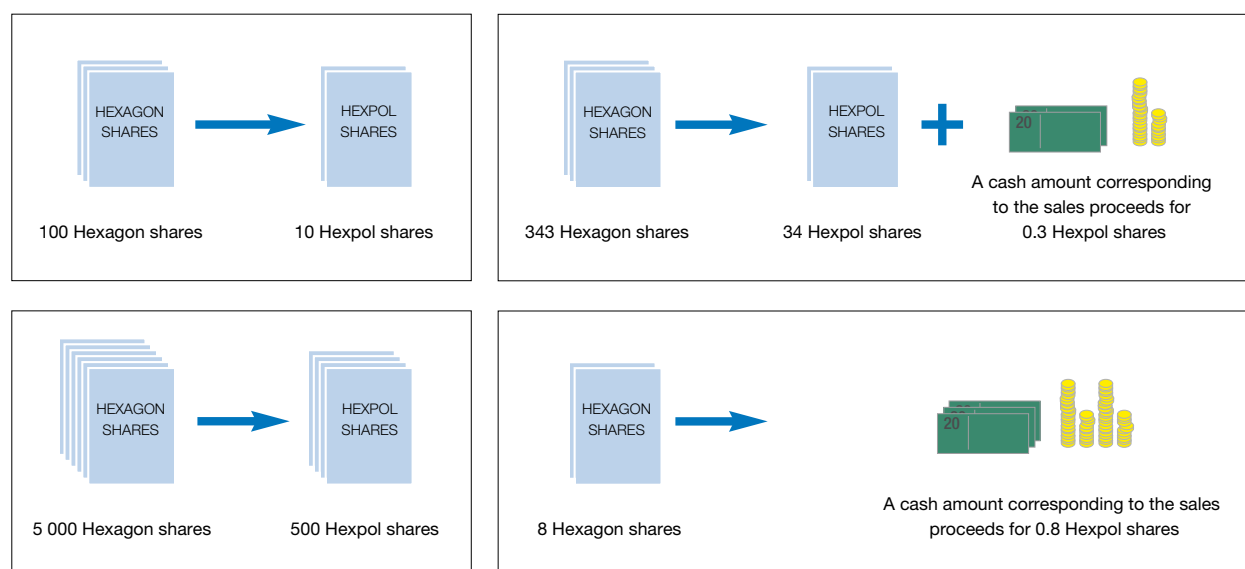 HEXAGON
SHARES
HEXPOL
SHARES
100 Hexagon shares
10 Hexpol shares
HEXAGON
SHARES
HEXPOL
SHARES
20
A cash amount corresponding
to the sales proceeds for
0.3 Hexpol shares
343 Hexagon shares
34 Hexpol shares
HEXAGON
SHARES
HEXPOL
SHARES
5 000 Hexagon shares
500 Hexpol shares
HEXAGON
SHARES
20
8 Hexagon shares
A cash amount corresponding to the sales
proceeds for 0.8 Hexpol shares